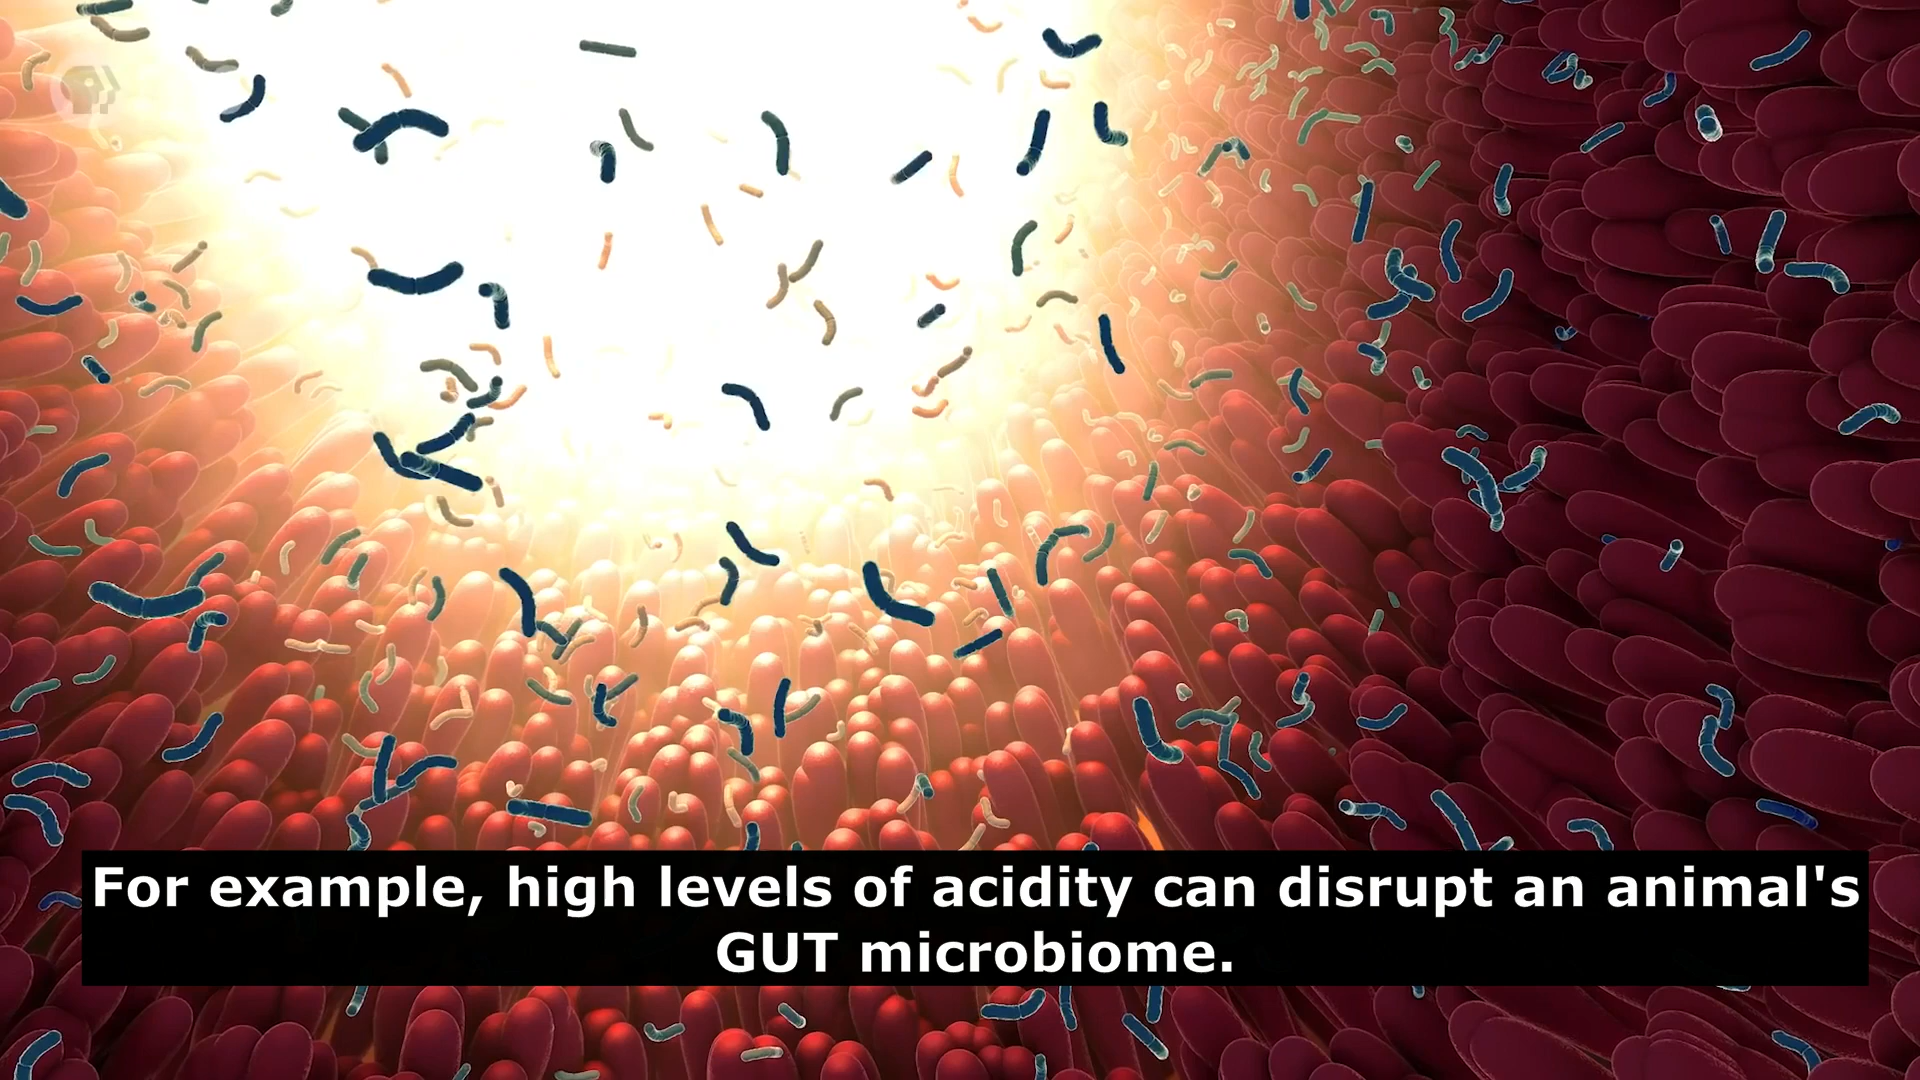 For example, high levels of acidity can disrupt an animal's
GUT microbiome.